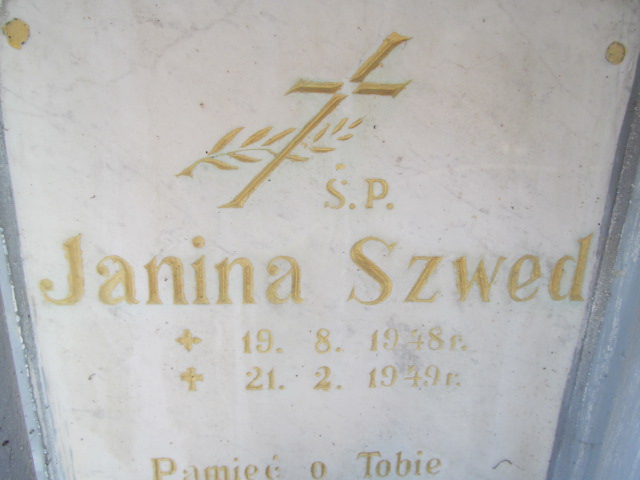 Ś.P.
Janina Szwed
19. 8. 1948r.
21. 2. 1949r.
Pamięć o Tobie